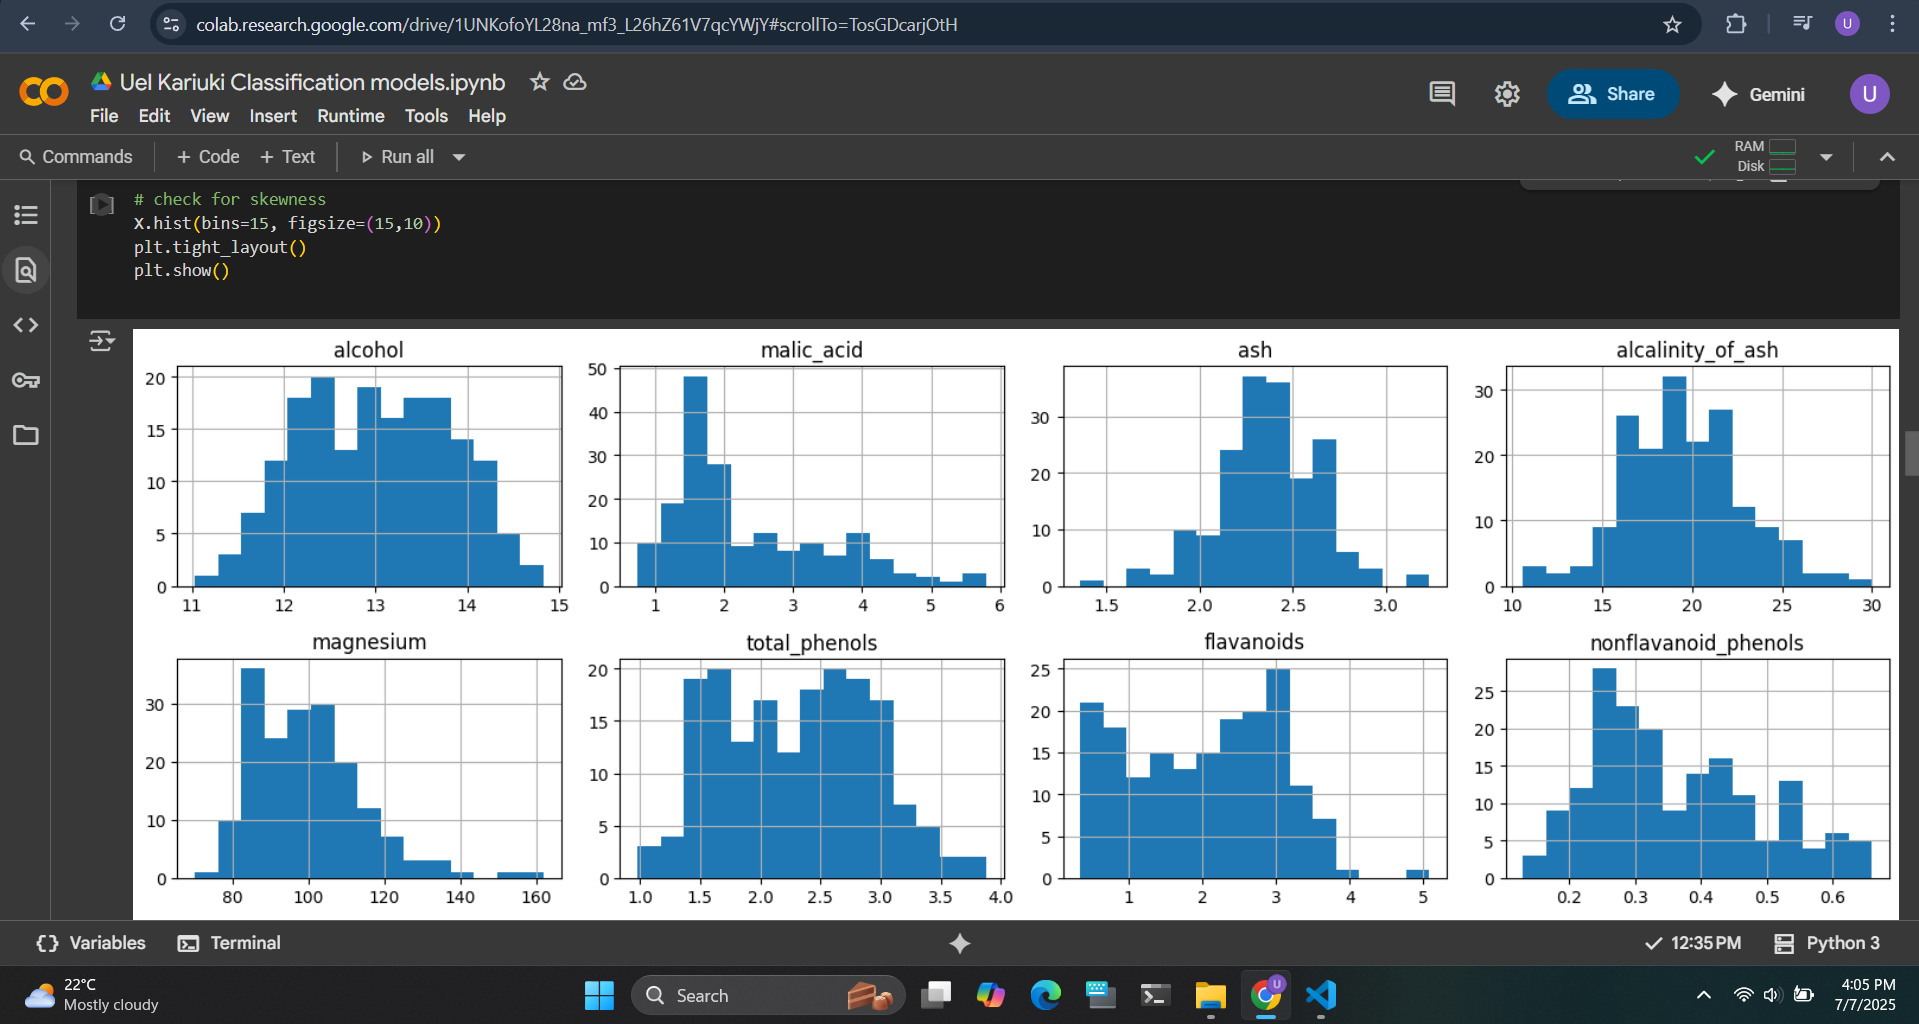 colab.research.google.com/drive/1UNKofoYL28na_mf3_L26hZ61V7qcYWjY#scrollTo=TosGDcarjOtH
U
Uel Kariuki Classification models.ipynb
File Edit View Insert Runtime Tools Help
Share
Gemini
U
Commands + Code + Text Run all
RAM
Disk
# check for skewness
X.hist(bins=15, figsize=(15,10))
plt.tight_layout()
plt.show()
alcohol
20
15
10
5
0
11 12 13 14 15
malic_acid
50
40
30
20
10
0
1 2 3 4 5 6
ash
30
20
10
0
1.5 2.0 2.5 3.0
alcalinity_of_ash
30
20
10
0
10 15 20 25 30
magnesium
30
20
10
0
80 100 120 140 160
total_phenols
20
15
10
5
0
1.0 1.5 2.0 2.5 3.0 3.5 4.0
flavanoids
25
20
15
10
5
0
1 2 3 4 5
nonflavanoid_phenols
25
20
15
10
5
0
0.2 0.3 0.4 0.5 0.6
Variables Terminal
12:35 PM Python 3
22°C
Mostly cloudy
Search
U
4:05 PM
7/7/2025